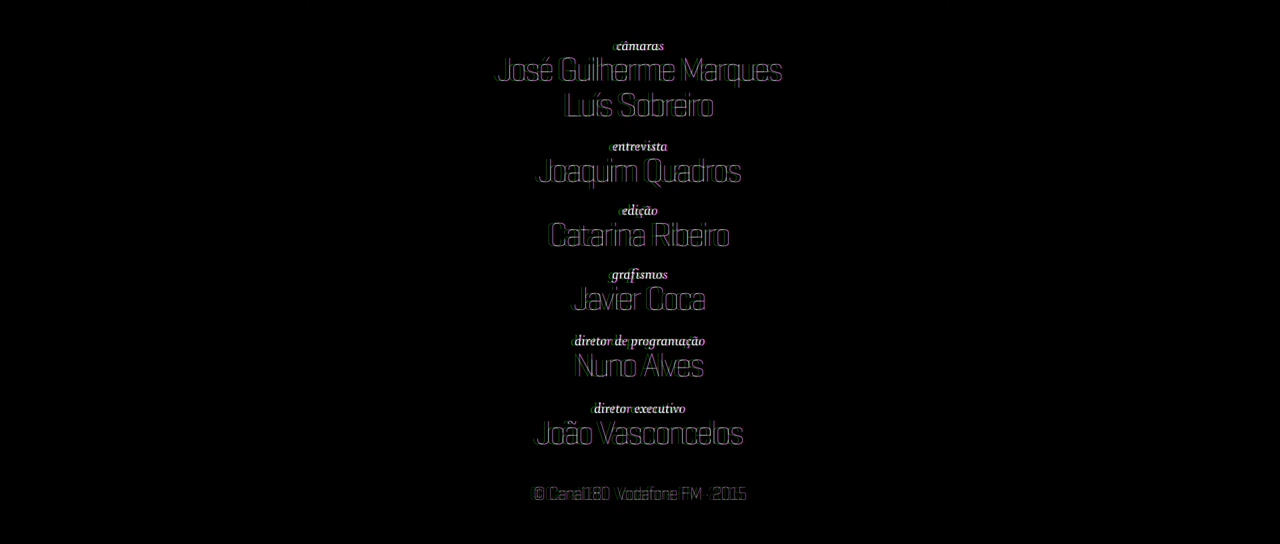 câmaras
José Guilherme Marques
Luís Sobreiro
entrevista
Joaquim Quadros
edição
Catarina Ribeiro
grafismos
Javier Coca
diretor de programação
Nuno Alves
diretor executivo
João Vasconcelos
© Canal180 Vodafone FM · 2015